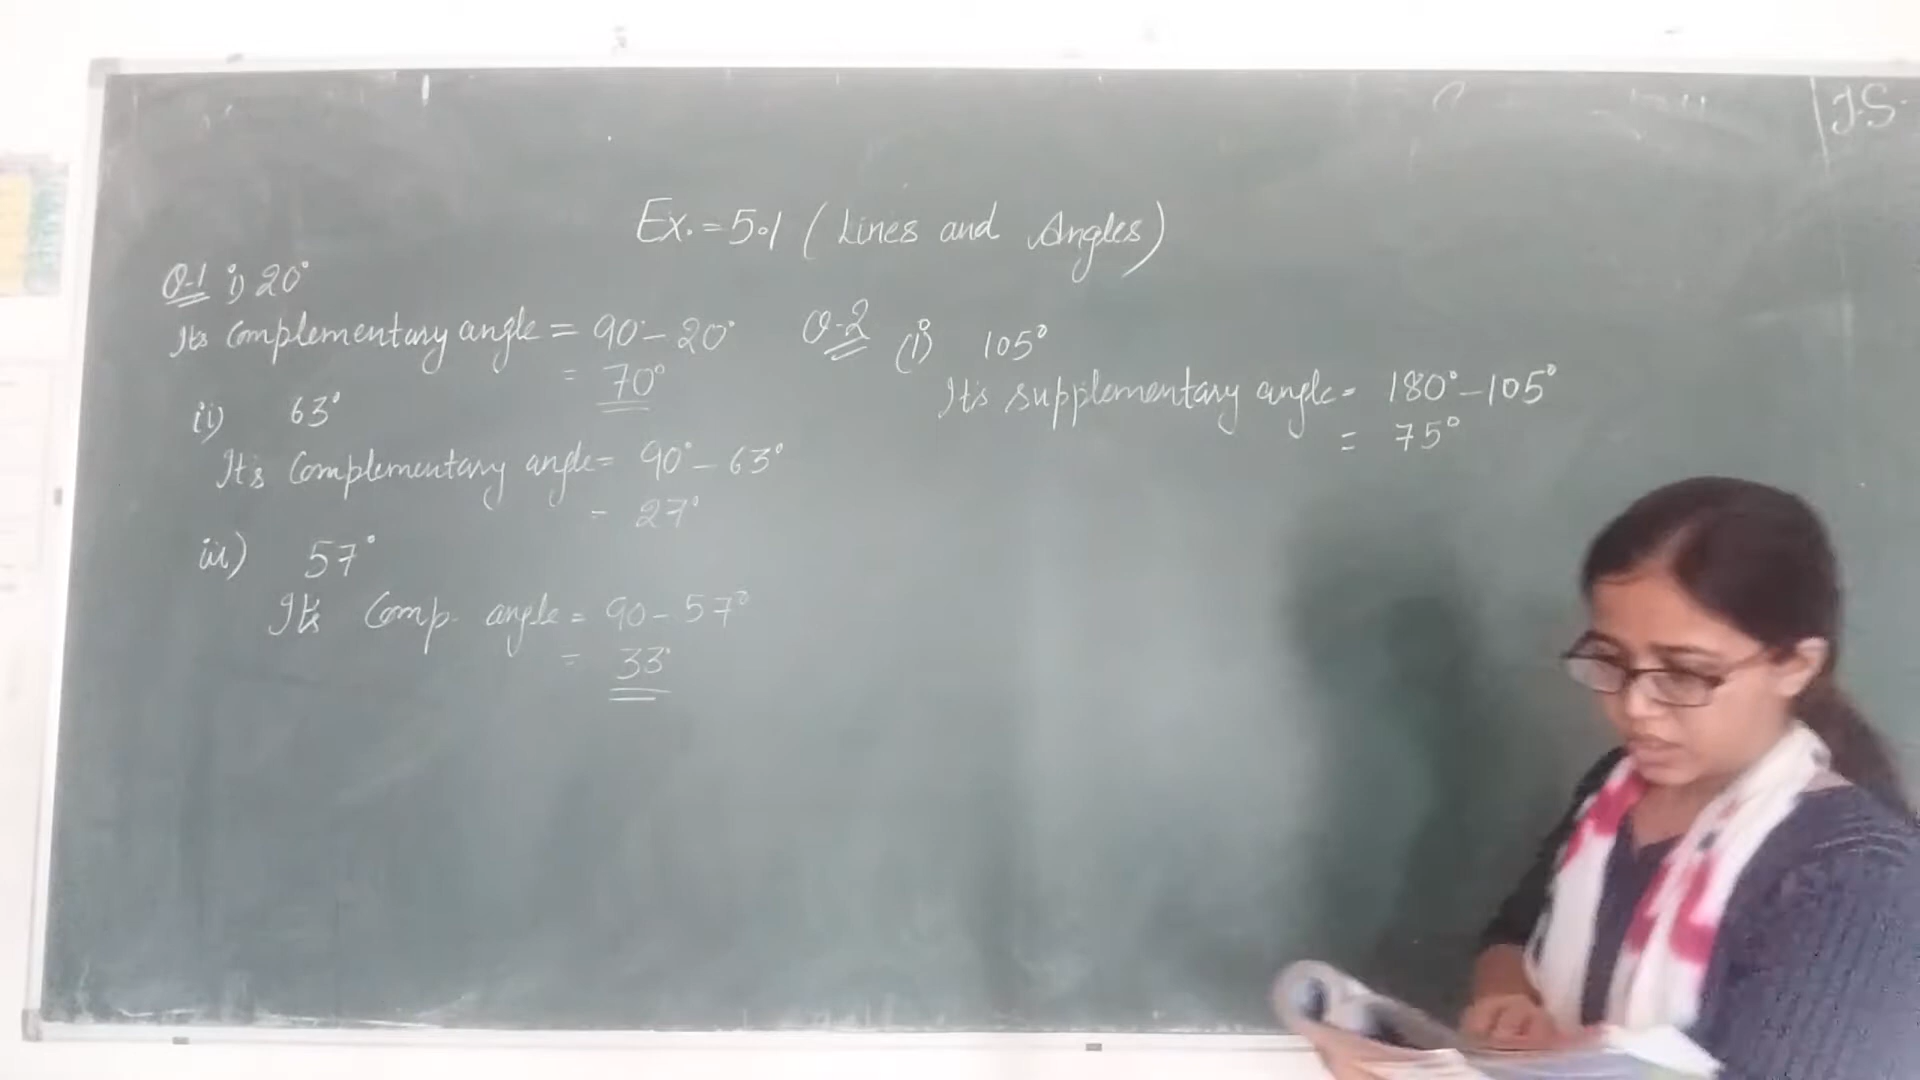 J.S.
Ex. = 5.1 (Lines and Angles)
Q-1 i) 20°
Its Complementary angle = 90° - 20°
= 70°
ii) 63°
It's Complementary angle = 90° - 63°
= 27°
iii) 57°
It's Comp. angle = 90 - 57°
= 33°
Q-2 (i) 105°
It's supplementary angle = 180° - 105°
= 75°